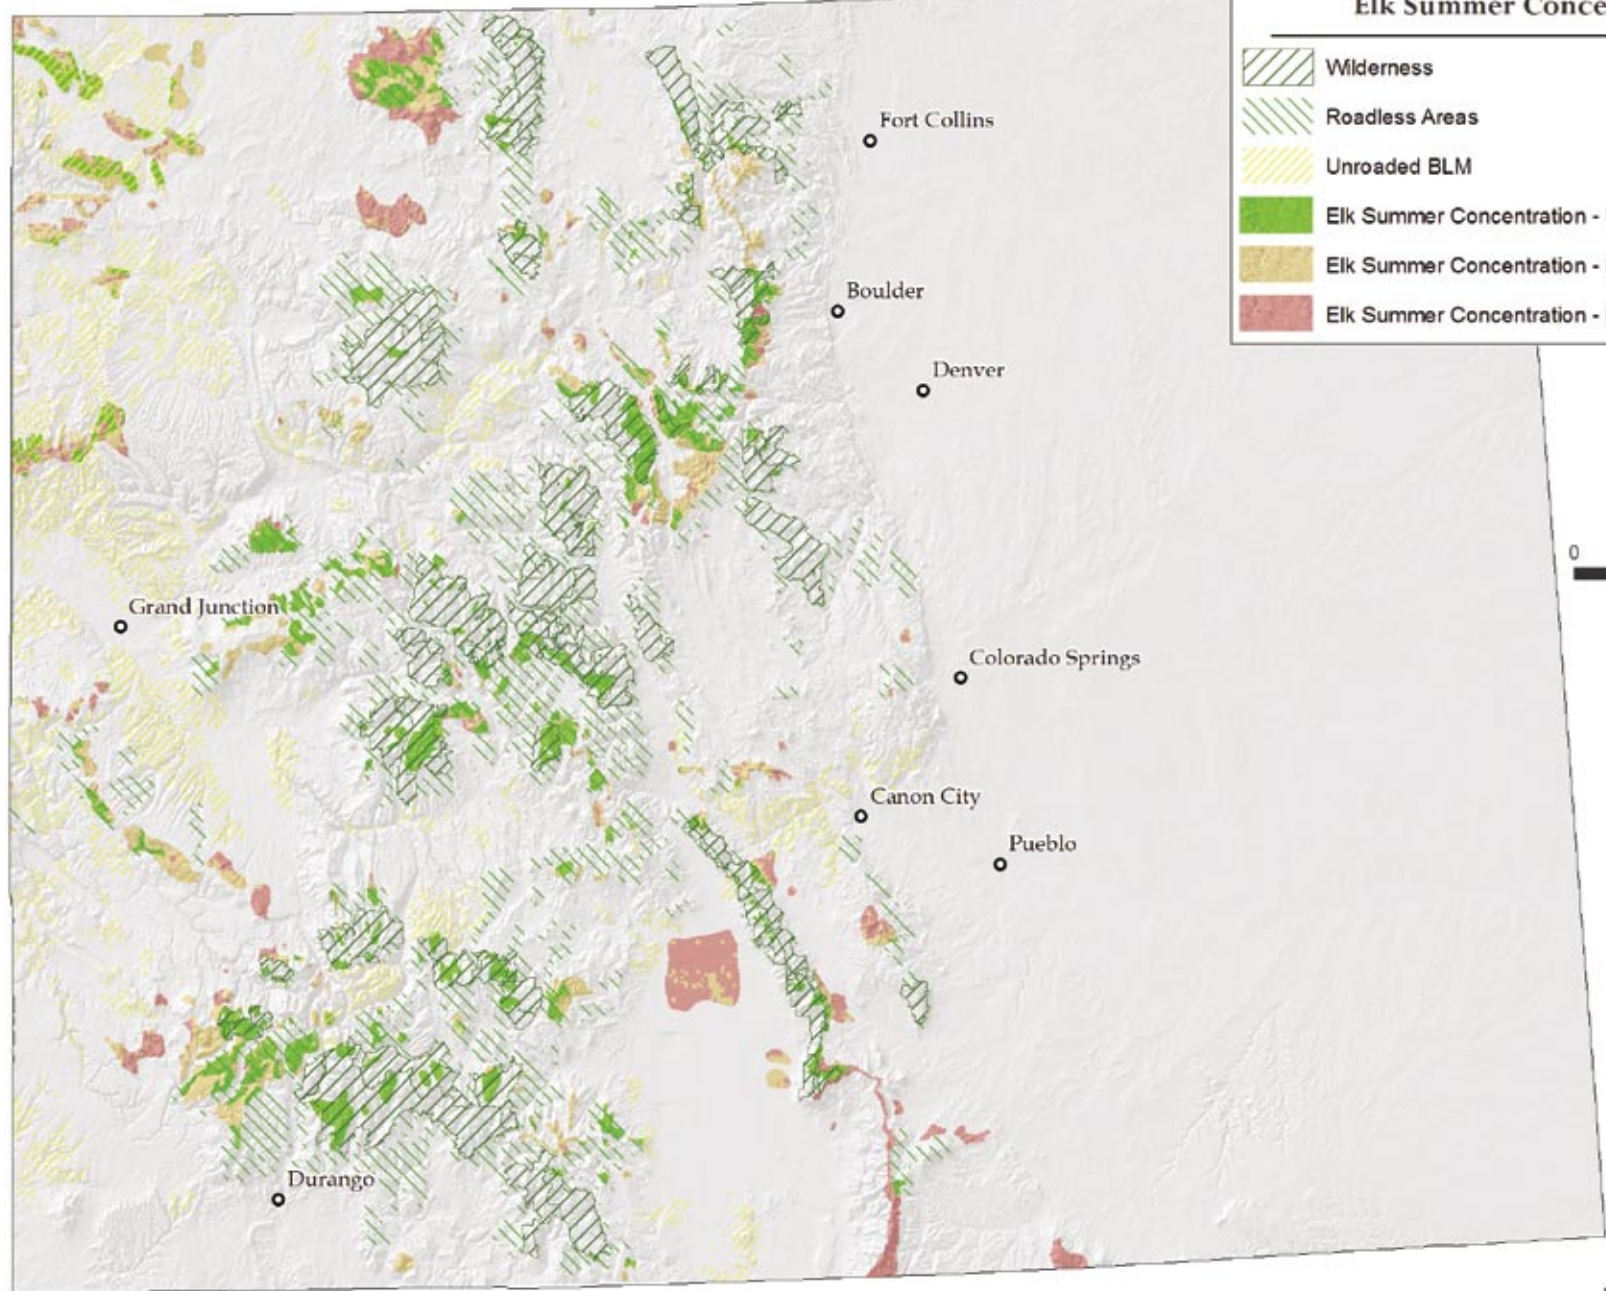 Elk Summer Conce
Wilderness
Roadless Areas
Unroaded BLM
Elk Summer Concentration -
Elk Summer Concentration -
Elk Summer Concentration -
Fort Collins
Boulder
Denver
0
Grand Junction
Colorado Springs
Canon City
Pueblo
Durango